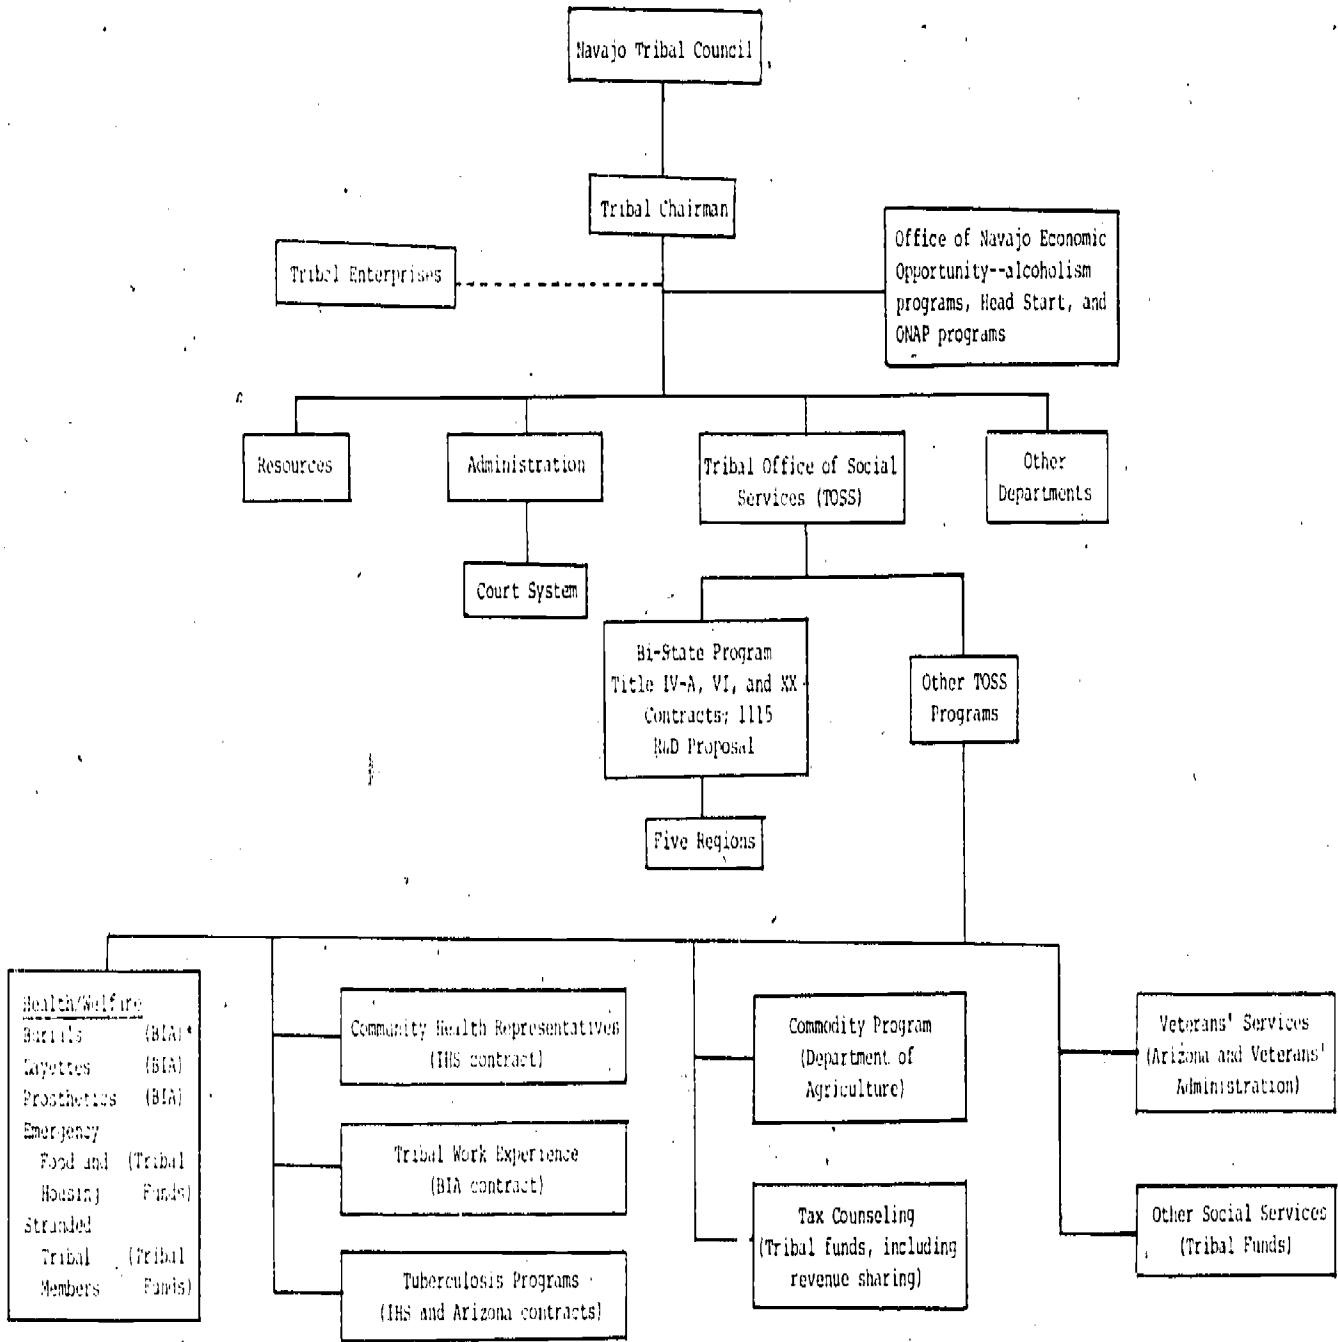 Navajo Tribal Council
Tribal Chairman
Tribal Enterprises
Office of Navajo Economic
Opportunity--alcoholism
programs, Head Start, and
ONAP programs
Resources
Administration
Tribal Office of Social
Services (TOSS)
Other
Departments
Court System
Bi-State Program
Title IV-A, VI, and XX
Contracts; 1115
R&D Proposal
Other TOSS
Programs
Five Regions
Health/Welfare
Burials (BIA)*
Layettes (BIA)
Prosthetics (BIA)
Emergency
Food and (Tribal
Housing Funds)
Stranded
Tribal (Tribal
Members Funds)
Community Health Representatives
(IHS contract)
Tribal Work Experience
(BIA contract)
Tuberculosis Programs
(IHS and Arizona contracts)
Commodity Program
(Department of
Agriculture)
Tax Counseling
(Tribal funds, including
revenue sharing)
Veterans' Services
(Arizona and Veterans'
Administration)
Other Social Services
(Tribal Funds)